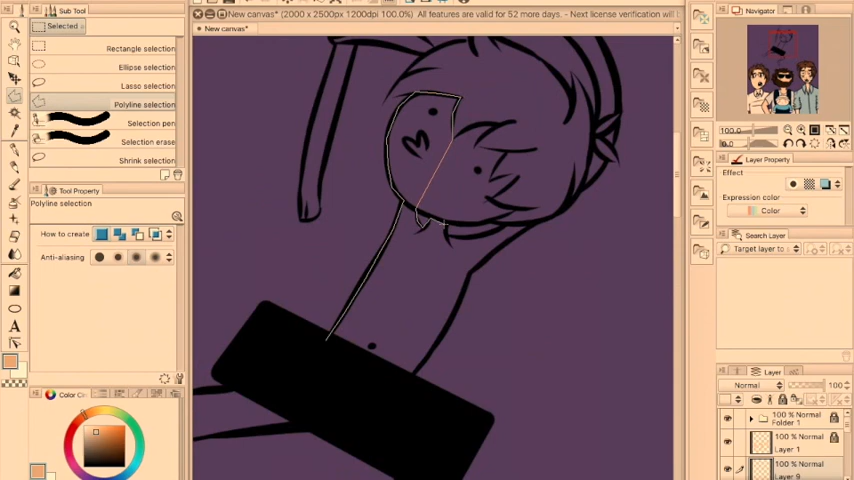 Sub Tool
Selected
Rectangle selection
Ellipse selection
Lasso selection
Polyline selection
Selection pen
Selection erase
Shrink selection
Tool Property
Polyline selection
How to create
Anti-aliasing
Color Ci
New canvas* (2000 x 2500px 1200dpi 100.0%) All features are valid for 52 more days. - Next license verification will b
New canvas*
Navigator
100.0
0.0
Layer Property
Effect
Expression color
Color
Search Layer
Target layer to
Layer
Normal
100
100 % Normal
Folder 1
100 % Normal
Layer 1
100 % Normal
Layer 9